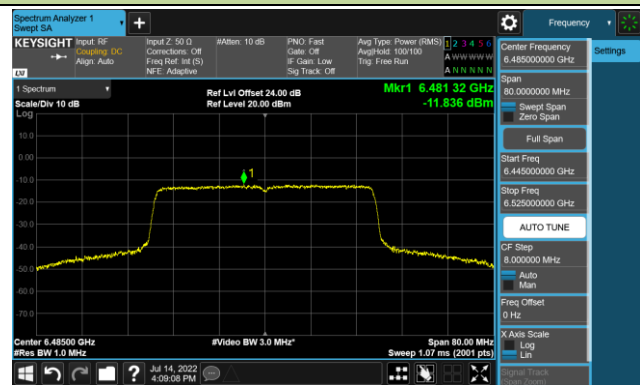 Spectrum Analyzer 1
Swept SA
Frequency
KEYSIGHT
Input: RF
Coupling: DC
Align: Auto
Input Z: 50 Ω
Corrections: Off
Freq Ref: Int (S)
NFE: Adaptive
#Atten: 10 dB
PNO: Fast
Gate: Off
IF Gain: Low
Sig Track: Off
Avg Type: Power (RMS)
Avg|Hold: 100/100
Trig: Free Run
1 2 3 4 5 6
A W W W W W
A N N N N N
LXI
1 Spectrum
Scale/Div 10 dB
Log
Ref Lvl Offset 24.00 dB
Ref Level 20.00 dBm
Mkr1 6.481 32 GHz
-11.836 dBm
10.0
0.00
-10.0
-20.0
-30.0
-40.0
-50.0
-60.0
-70.0
1
Center 6.48500 GHz
#Res BW 1.0 MHz
#Video BW 3.0 MHz*
Span 80.00 MHz
Sweep 1.07 ms (2001 pts)
Jul 14, 2022
4:09:08 PM
Center Frequency
6.485000000 GHz
Settings
Span
80.0000000 MHz
Swept Span
Zero Span
Full Span
Start Freq
6.445000000 GHz
Stop Freq
6.525000000 GHz
AUTO TUNE
CF Step
8.000000 MHz
Auto
Man
Freq Offset
0 Hz
X Axis Scale
Log
Lin
Signal Track
(Span Zoom)